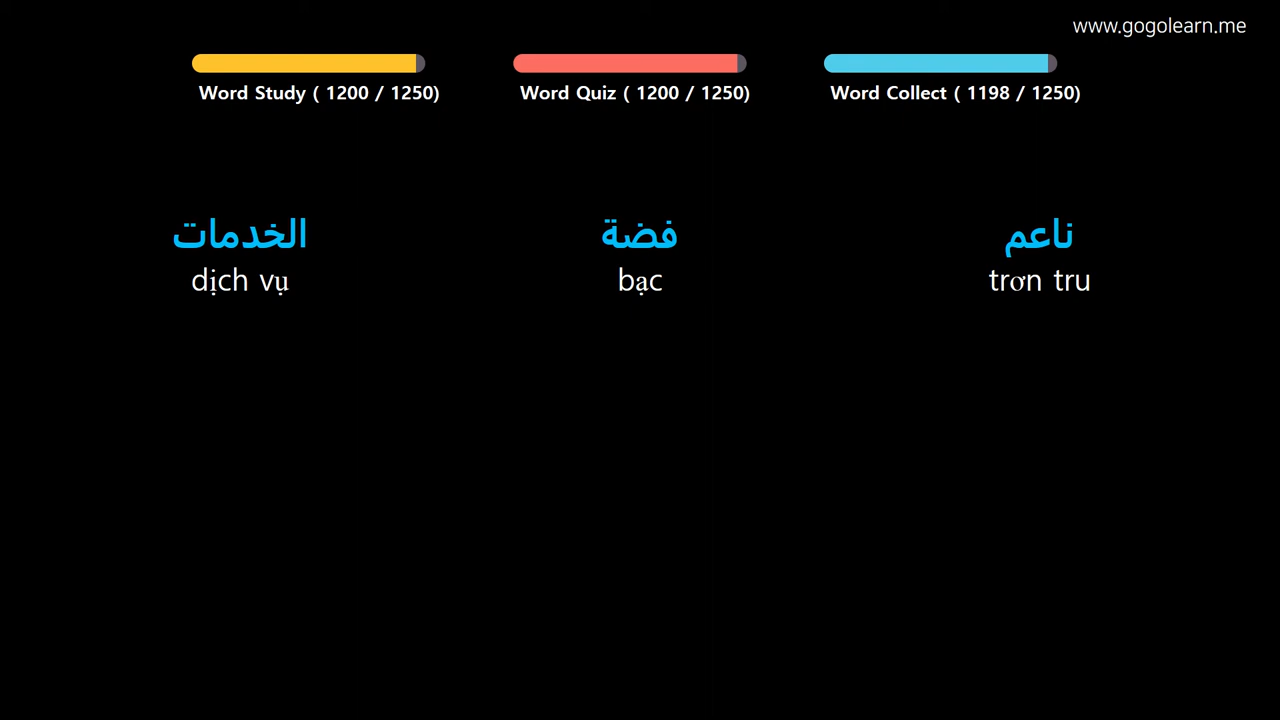 www.gogolearn.me
Word Study ( 1200 / 1250)
Word Quiz ( 1200 / 1250)
Word Collect ( 1198 / 1250)
الخدمات
dịch vụ
فضة
bạc
ناعم
trơn tru